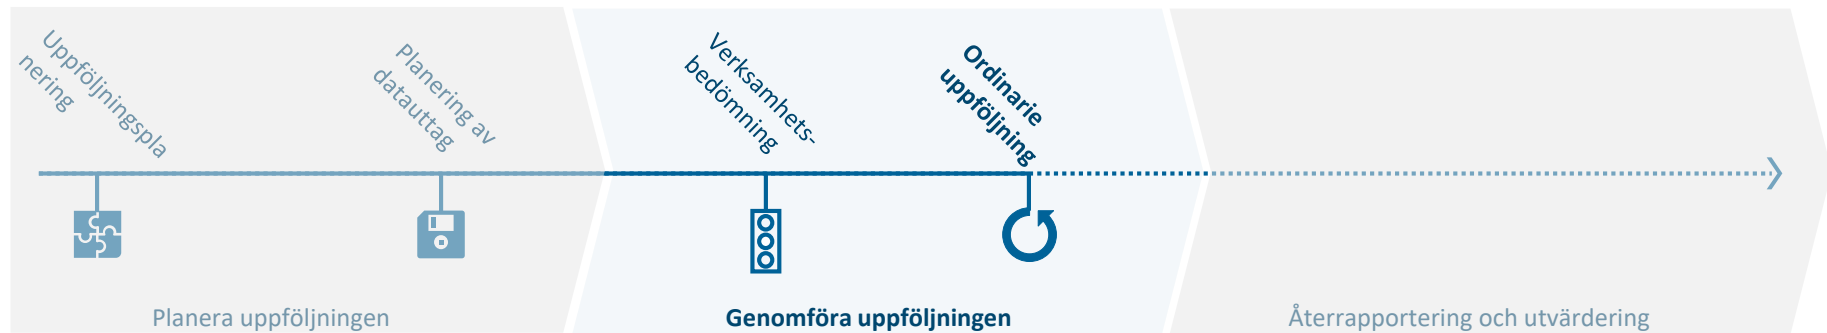 Uppföljningspla
nering
Planering av
datauttag
Verksamhets-
bedömning
Ordinarie
uppföljning
Planera uppföljningen
Genomföra uppföljningen
Återrapportering och utvärdering